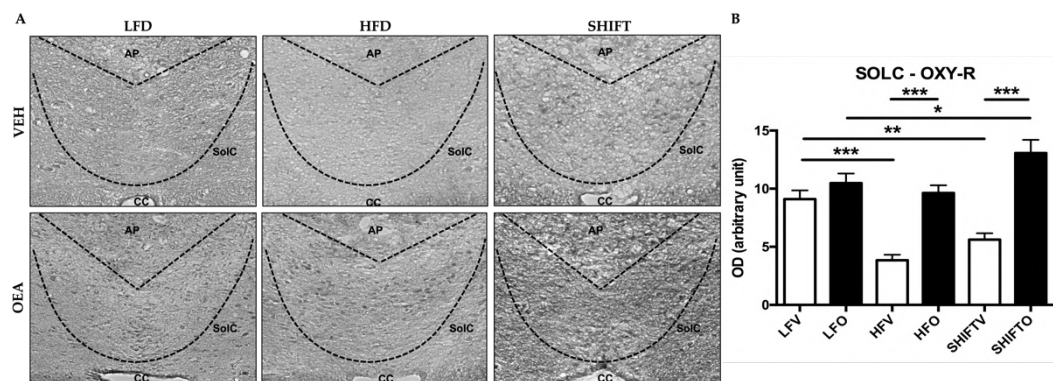 A
LFD
HFD
SHIFT
VEH
AP
SolC
CC
AP
SolC
CC
AP
SolC
CC
OEA
AP
SolC
CC
AP
SolC
CC
AP
SolC
CC
B
SOLC - OXY-R
***
***
*
**
***
OD (arbitrary unit)
15
10
5
0
LFV
LFO
HFV
HFO
SHIFTV
SHIFTO